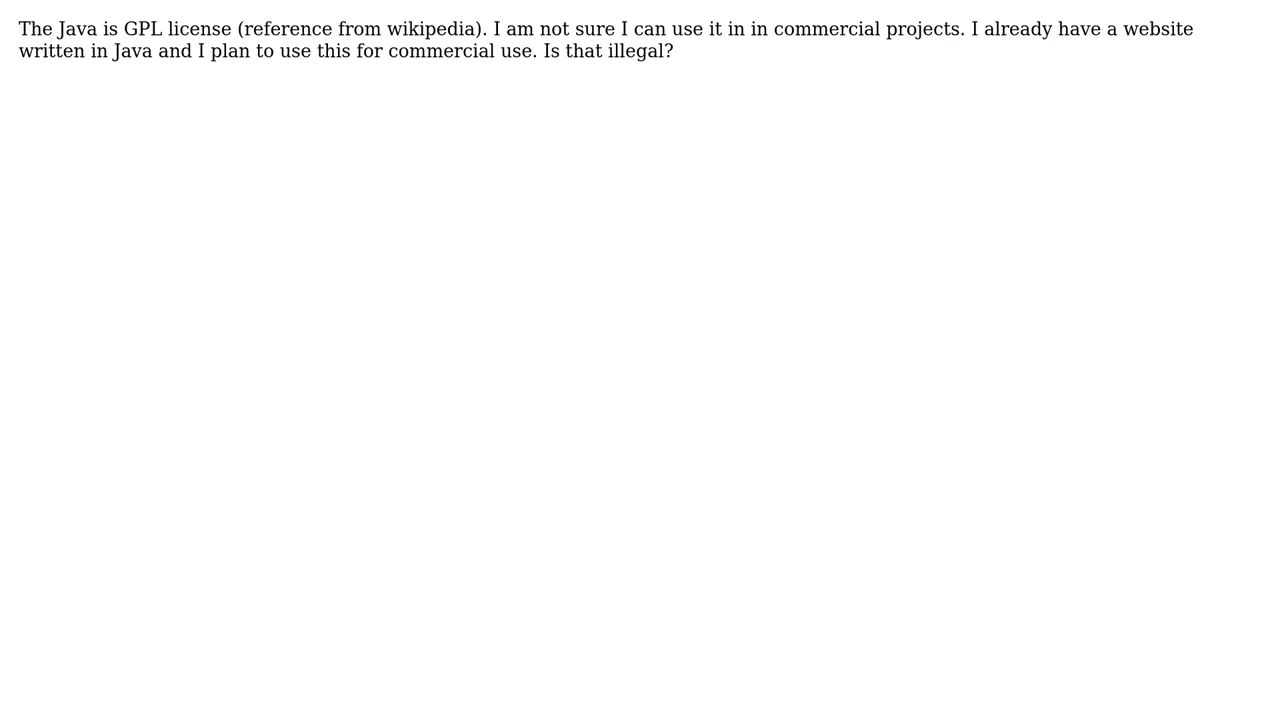 The Java is GPL license (reference from wikipedia). I am not sure I can use it in in commercial projects. I already have a website
written in Java and I plan to use this for commercial use. Is that illegal?